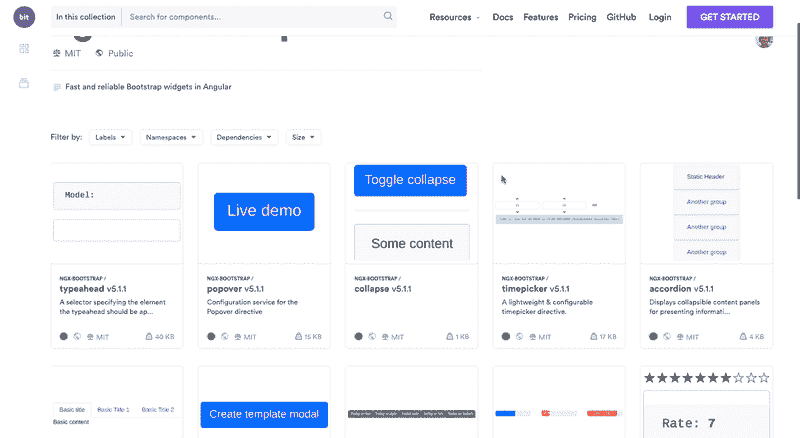 bit
In this collection
Search for components...
Resources
Docs
Features
Pricing
GitHub
Login
GET STARTED
MIT
Public
Fast and reliable Bootstrap widgets in Angular
Filter by:
Labels
Namespaces
Dependencies
Size
Model:
Live demo
Toggle collapse
Some content
Static Header
Another group
Another group
Another group
NGX-BOOTSTRAP /
typeahead v5.1.1
A selector specifying the element
the typeahead should be ap...
MIT
40 KB
NGX-BOOTSTRAP /
popover v5.1.1
Configuration service for the
Popover directive
MIT
15 KB
NGX-BOOTSTRAP /
collapse v5.1.1
MIT
1 KB
NGX-BOOTSTRAP /
timepicker v5.1.1
A lightweight & configurable
timepicker directive.
MIT
17 KB
NGX-BOOTSTRAP /
accordion v5.1.1
Displays collapsible content panels
for presenting informati...
MIT
4 KB
Basic title
Basic Title 1
Basic Title 2
Basic content
Create template modal
Rate: 7